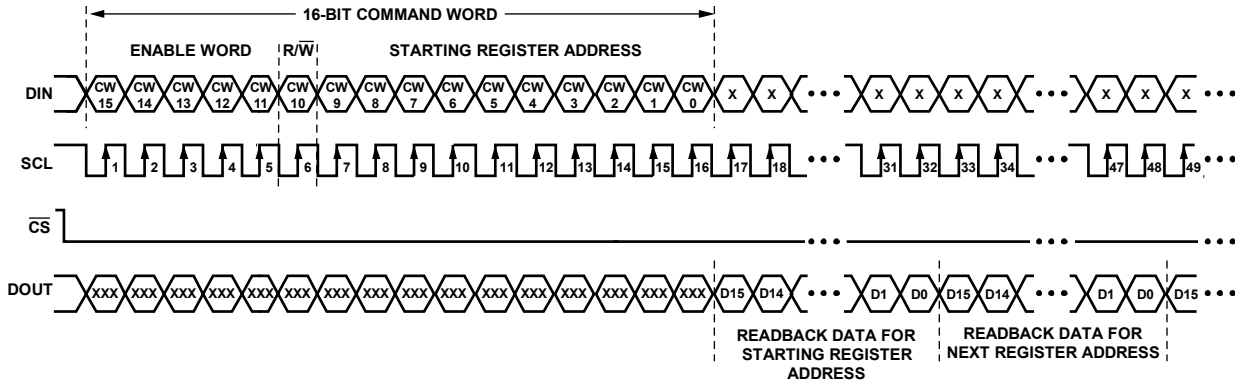 16-BIT COMMAND WORD
ENABLE WORD R/W̅ STARTING REGISTER ADDRESS
DIN CW 15 CW 14 CW 13 CW 12 CW 11 CW 10 CW 9 CW 8 CW 7 CW 6 CW 5 CW 4 CW 3 CW 2 CW 1 CW 0 X X ••• X X X X ••• X X X •••
SCL 1 2 3 4 5 6 7 8 9 10 11 12 13 14 15 16 17 18 ••• 31 32 33 34 ••• 47 48 49 •••
C̅S̅ ••• ••• •••
DOUT XXX XXX XXX XXX XXX XXX XXX XXX XXX XXX XXX XXX XXX XXX XXX XXX D15 D14 ••• D1 D0 D15 D14 ••• D1 D0 D15 •••
READBACK DATA FOR
STARTING REGISTER
ADDRESS
READBACK DATA FOR
NEXT REGISTER ADDRESS